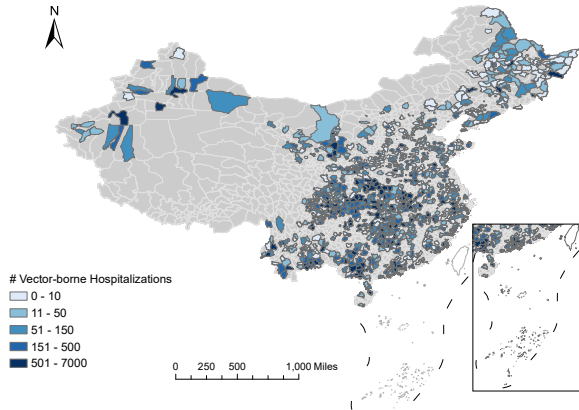 N
# Vector-borne Hospitalizations
0 - 10
11 - 50
51 - 150
151 - 500
501 - 7000
0 250 500 1,000 Miles